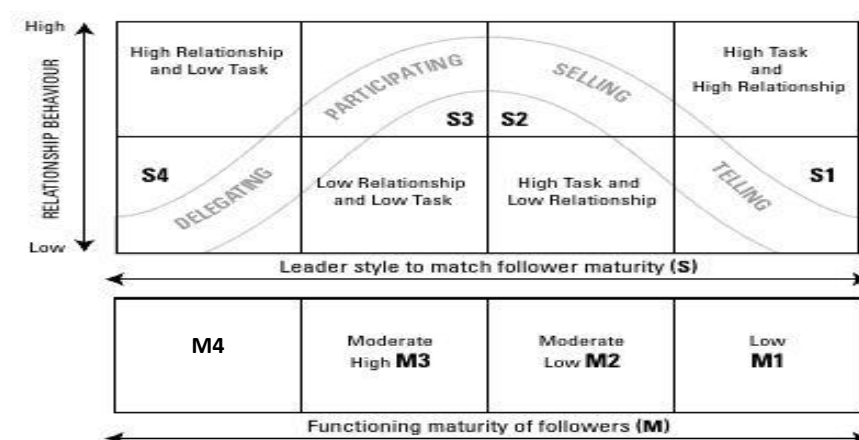 High
High Relationship
and Low Task
PARTICIPATING
SELLING
High Task
and
High Relationship
RELATIONSHIP BEHAVIOUR
S3
S2
S4
DELEGATING
Low Relationship
and Low Task
High Task and
Low Relationship
TELLING
S1
Low
Leader style to match follower maturity (S)
M4
Moderate
High M3
Moderate
Low M2
Low
M1
Functioning maturity of followers (M)